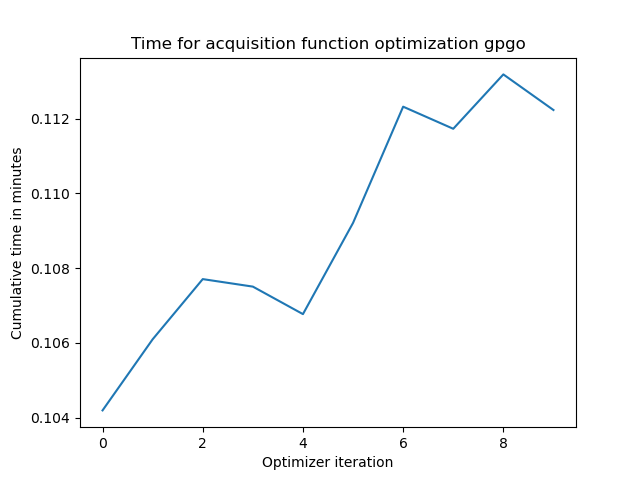 Time for acquisition function optimization gpgo
Cumulative time in minutes
0.112
0.110
0.108
0.106
0.104
0 2 4 6 8
Optimizer iteration